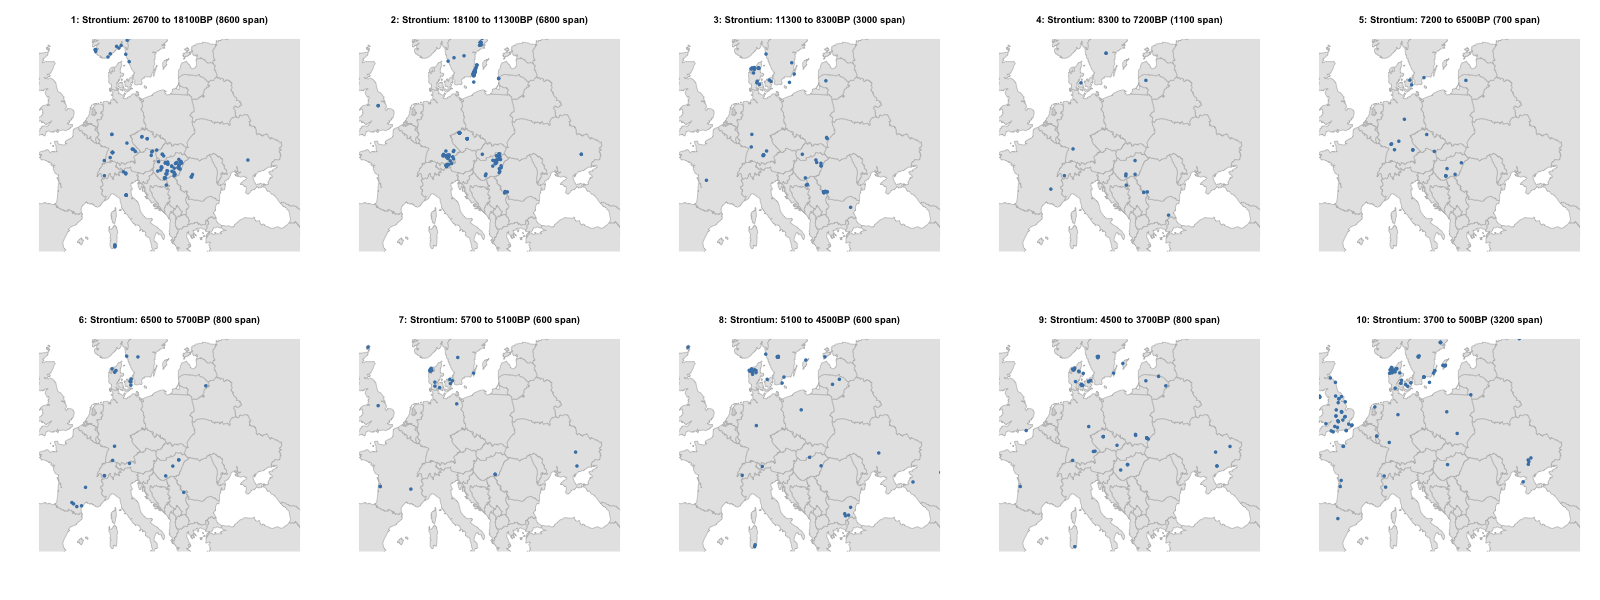 1: Strontium: 26700 to 18100BP (8600 span)
2: Strontium: 18100 to 11300BP (6800 span)
3: Strontium: 11300 to 8300BP (3000 span)
4: Strontium: 8300 to 7200BP (1100 span)
5: Strontium: 7200 to 6500BP (700 span)
6: Strontium: 6500 to 5700BP (800 span)
7: Strontium: 5700 to 5100BP (600 span)
8: Strontium: 5100 to 4500BP (600 span)
9: Strontium: 4500 to 3700BP (800 span)
10: Strontium: 3700 to 500BP (3200 span)